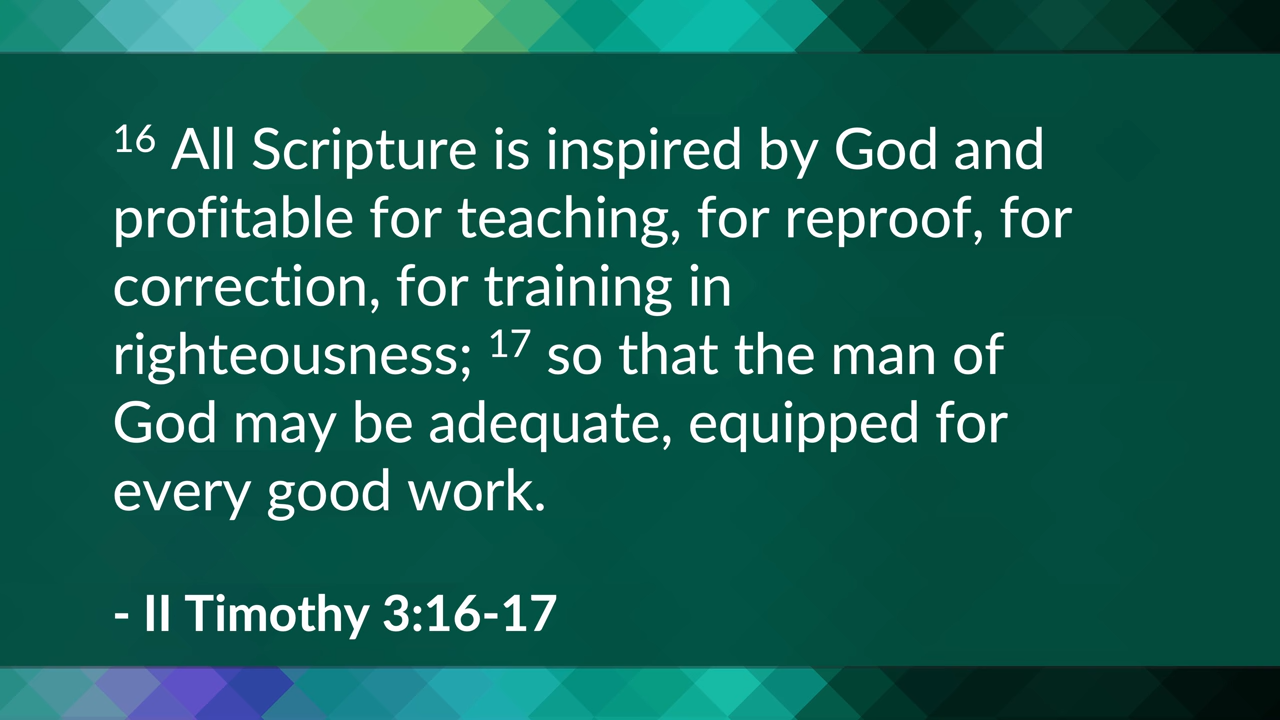 16 All Scripture is inspired by God and
profitable for teaching, for reproof, for
correction, for training in
righteousness; 17 so that the man of
God may be adequate, equipped for
every good work.
- II Timothy 3:16-17